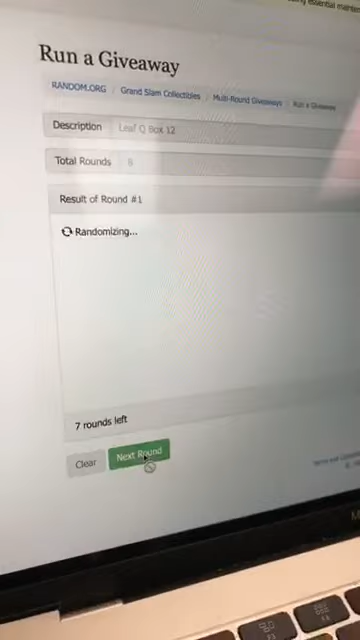 Run a Giveaway
RANDOM.ORG / Grand Slam Collectibles / Multi-Round Giveaways / Run a Giveaway
Description Leaf Q Box 12
Total Rounds 8
Result of Round #1
Randomizing...
7 rounds left
Clear Next Round